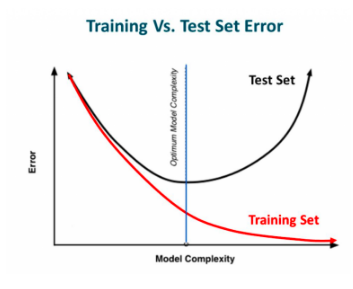 Training Vs. Test Set Error
Test Set
Optimum Model Complexity
Error
Training Set
Model Complexity